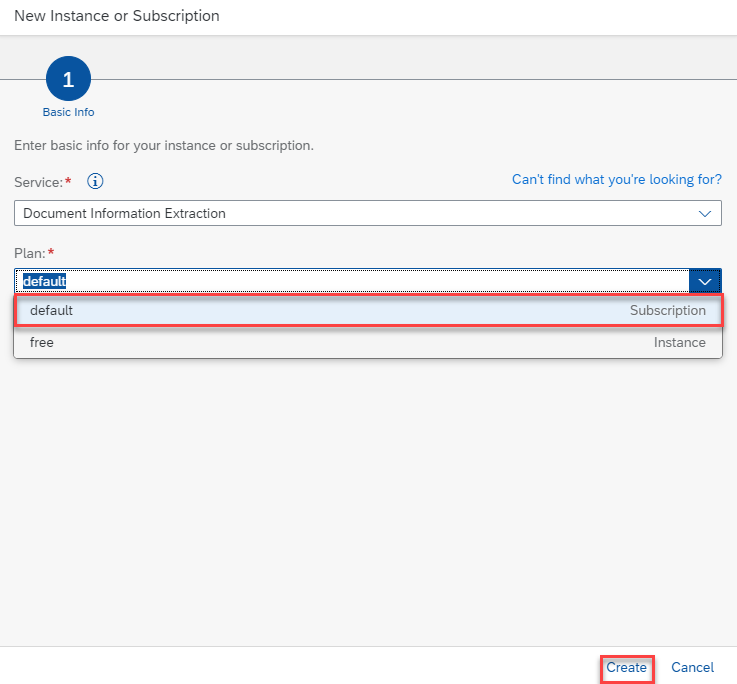 New Instance or Subscription
1
Basic Info
Enter basic info for your instance or subscription.
Service:* i Can't find what you're looking for?
Document Information Extraction
Plan:*
default
default Subscription
free Instance
Create Cancel